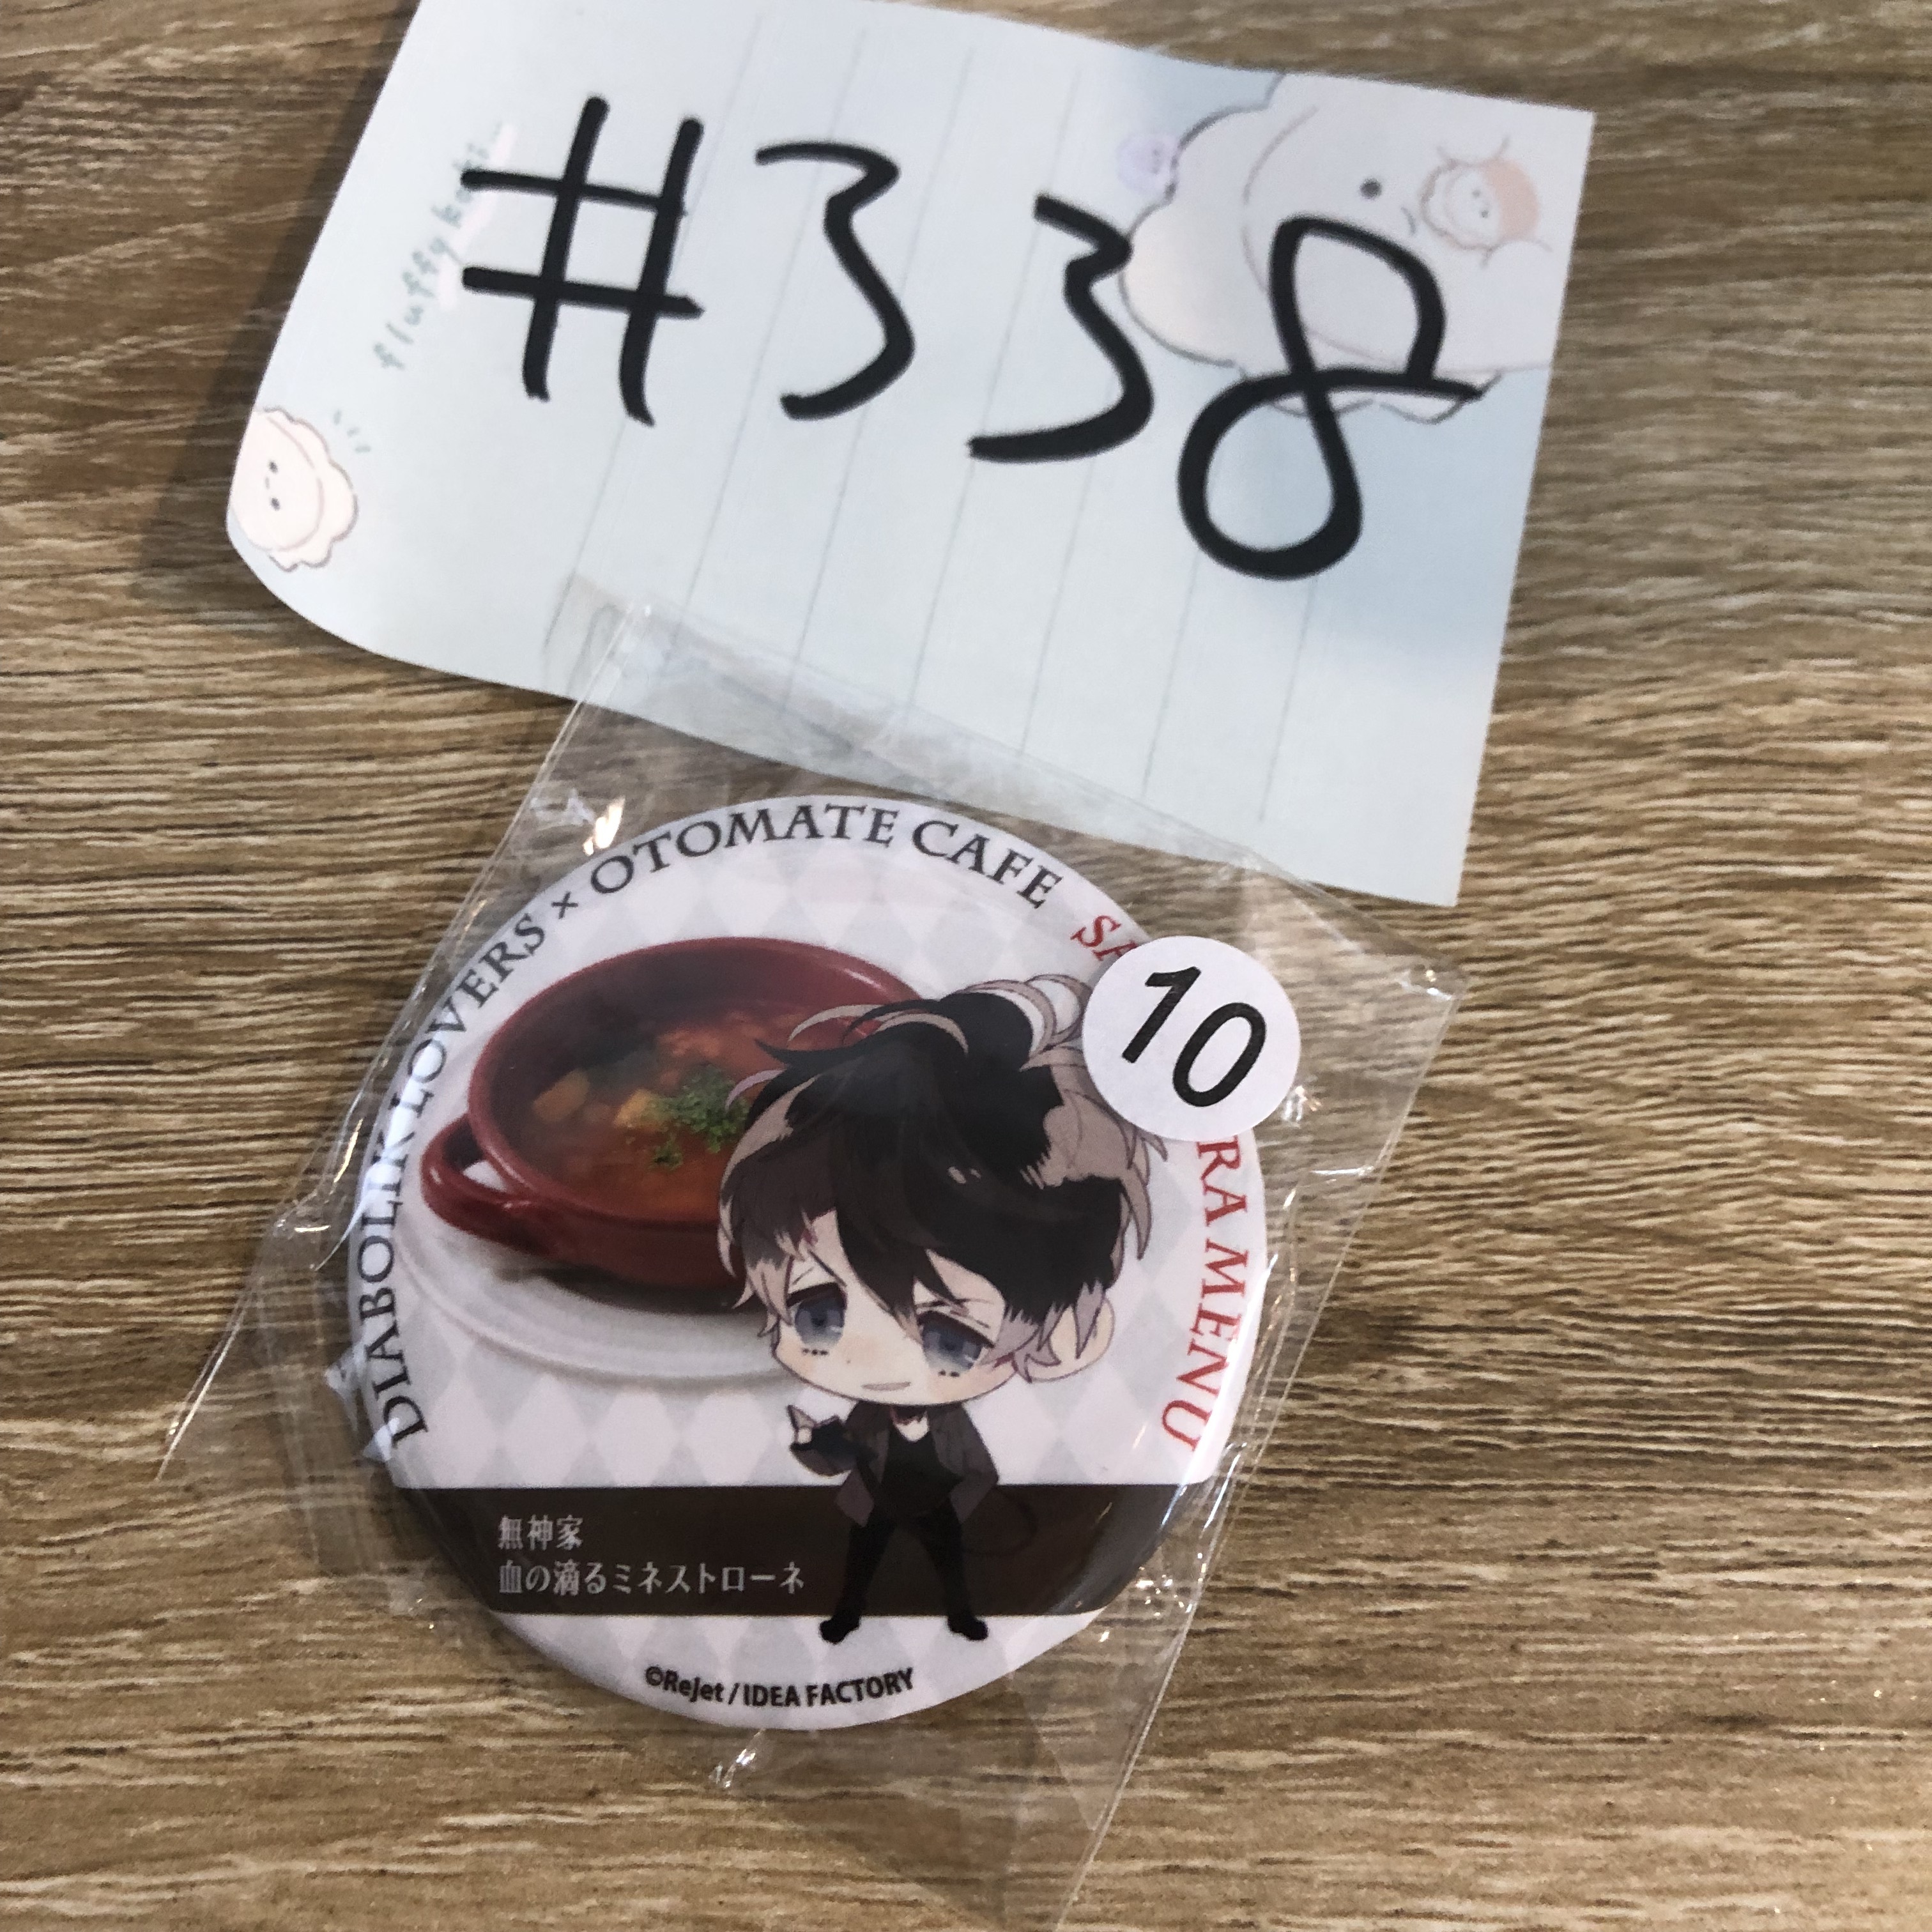 #338
fluffy
DIABOLIK LOVERS × OTOMATE CAFE
MENU
10
無神家
血の滴るミネストローネ
©Rejet / IDEA FACTORY